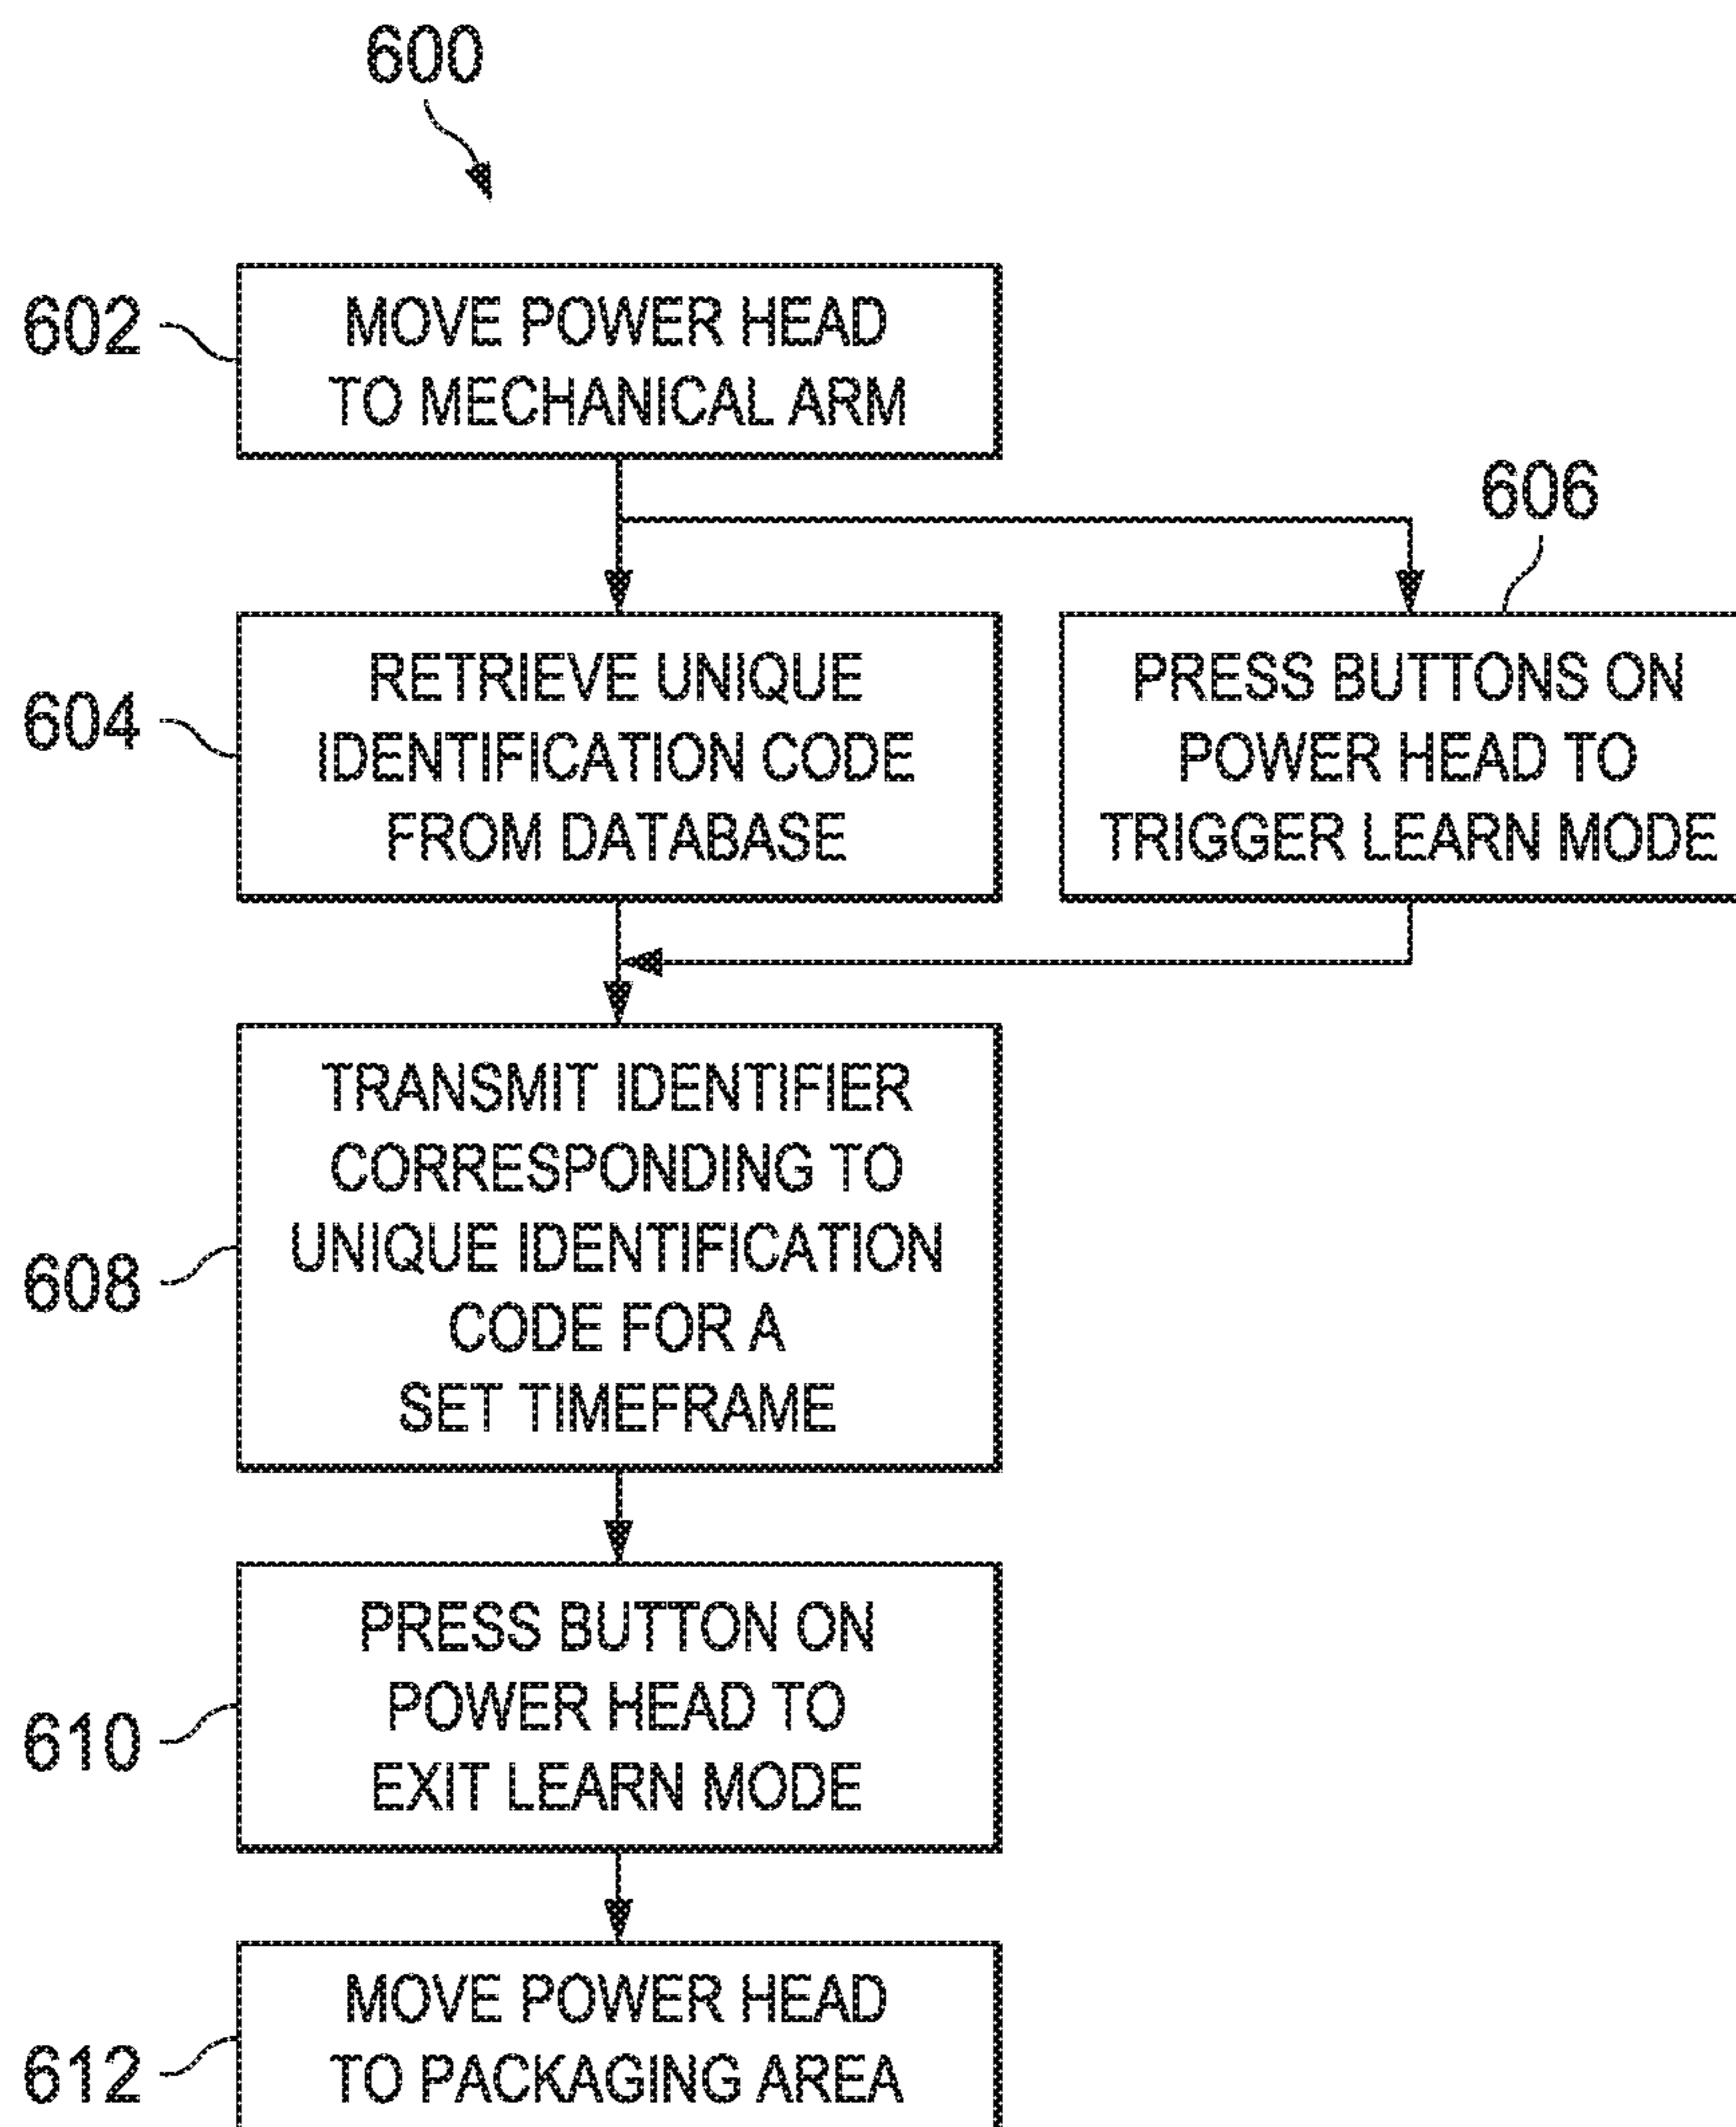 600
602
MOVE POWER HEAD
TO MECHANICAL ARM
606
604
RETRIEVE UNIQUE
IDENTIFICATION CODE
FROM DATABASE
PRESS BUTTONS ON
POWER HEAD TO
TRIGGER LEARN MODE
608
TRANSMIT IDENTIFIER
CORRESPONDING TO
UNIQUE IDENTIFICATION
CODE FOR A
SET TIMEFRAME
610
PRESS BUTTON ON
POWER HEAD TO
EXIT LEARN MODE
612
MOVE POWER HEAD
TO PACKAGING AREA